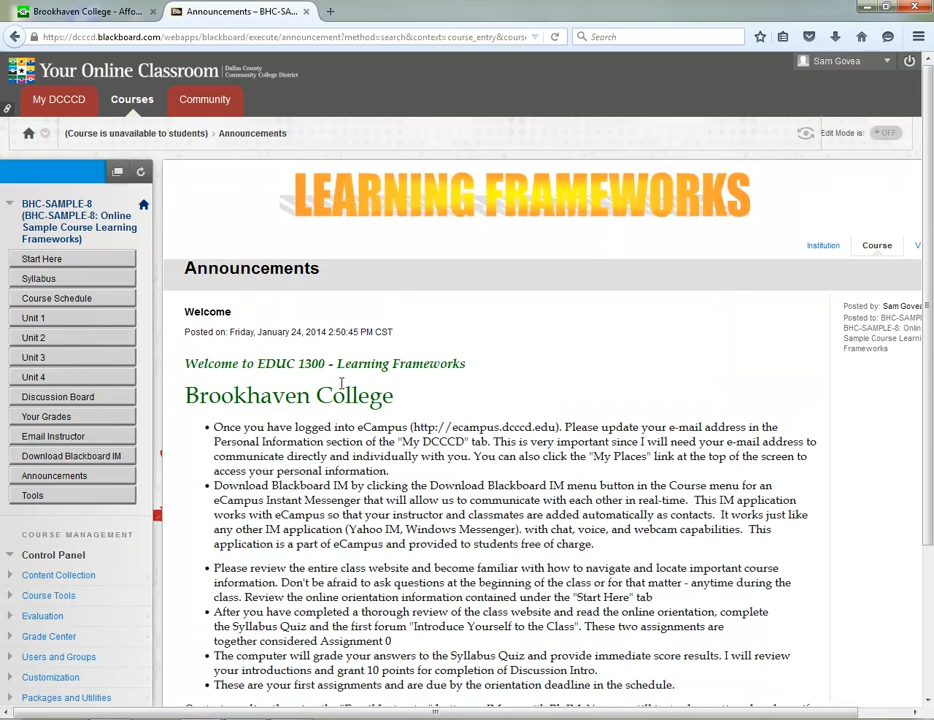 Brookhaven College - Affo...
Announcements – BHC-SA...
https://dcccd.blackboard.com/webapps/blackboard/execute/announcement?method=search&context=course_entry&cours
Search
Your Online Classroom
Dallas County
Community College District
Sam Govea
My DCCCD
Courses
Community
(Course is unavailable to students) > Announcements
Edit Mode is:
OFF
LEARNING FRAMEWORKS
BHC-SAMPLE-8
(BHC-SAMPLE-8: Online
Sample Course Learning
Frameworks)
Start Here
Syllabus
Course Schedule
Unit 1
Unit 2
Unit 3
Unit 4
Discussion Board
Your Grades
Email Instructor
Download Blackboard IM
Announcements
Tools
COURSE MANAGEMENT
Control Panel
Content Collection
Course Tools
Evaluation
Grade Center
Users and Groups
Customization
Packages and Utilities
Institution
Course
Announcements
Welcome
Posted on: Friday, January 24, 2014 2:50:45 PM CST
Posted by: Sam Govea
Posted to: BHC-SAMPL
BHC-SAMPLE-8: Onlin
Sample Course Learni
Frameworks)
Welcome to EDUC 1300 - Learning Frameworks
Brookhaven College
• Once you have logged into eCampus (http://ecampus.dcccd.edu). Please update your e-mail address in the
Personal Information section of the "My DCCCD" tab. This is very important since I will need your e-mail address to
communicate directly and individually with you. You can also click the "My Places" link at the top of the screen to
access your personal information.
• Download Blackboard IM by clicking the Download Blackboard IM menu button in the Course menu for an
eCampus Instant Messenger that will allow us to communicate with each other in real-time. This IM application
works with eCampus so that your instructor and classmates are added automatically as contacts. It works just like
any other IM application (Yahoo IM, Windows Messenger). with chat, voice, and webcam capabilities. This
application is a part of eCampus and provided to students free of charge.
• Please review the entire class website and become familiar with how to navigate and locate important course
information. Don't be afraid to ask questions at the beginning of the class or for that matter - anytime during the
class. Review the online orientation information contained under the "Start Here" tab
• After you have completed a thorough review of the class website and read the online orientation, complete
the Syllabus Quiz and the first forum "Introduce Yourself to the Class". These two assignments are
together considered Assignment 0
• The computer will grade your answers to the Syllabus Quiz and provide immediate score results. I will review
your introductions and grant 10 points for completion of Discussion Intro.
• These are your first assignments and are due by the orientation deadline in the schedule.